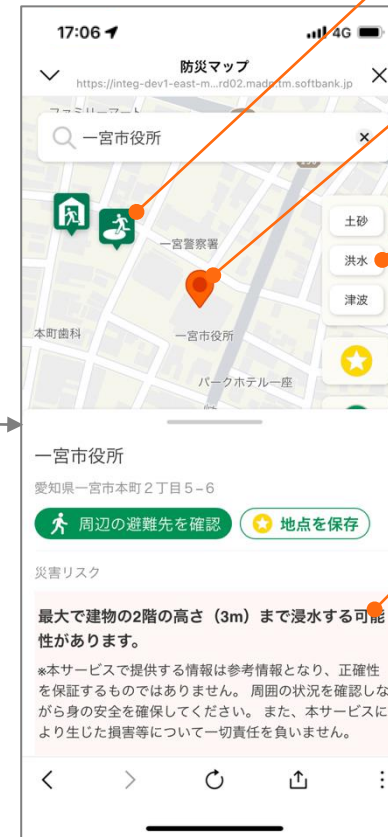 17:06
4G
防災マップ
https://integ-dev1-east-m...rd02.madp.tm.softbank.jp
ファミリーマート
一宮市役所
土砂
一宮警察署
洪水
津波
本町歯科
一宮市役所
パークホテル一座
一宮市役所
愛知県一宮市本町2丁目5-6
周辺の避難先を確認
地点を保存
災害リスク
最大で建物の2階の高さ（3m）まで浸水する可能
性があります。
*本サービスで提供する情報は参考情報となり、正確性
を保証するものではありません。 周囲の状況を確認しな
がら身の安全を確保してください。 また、本サービスに
より生じた損害等について一切責任を負いません。